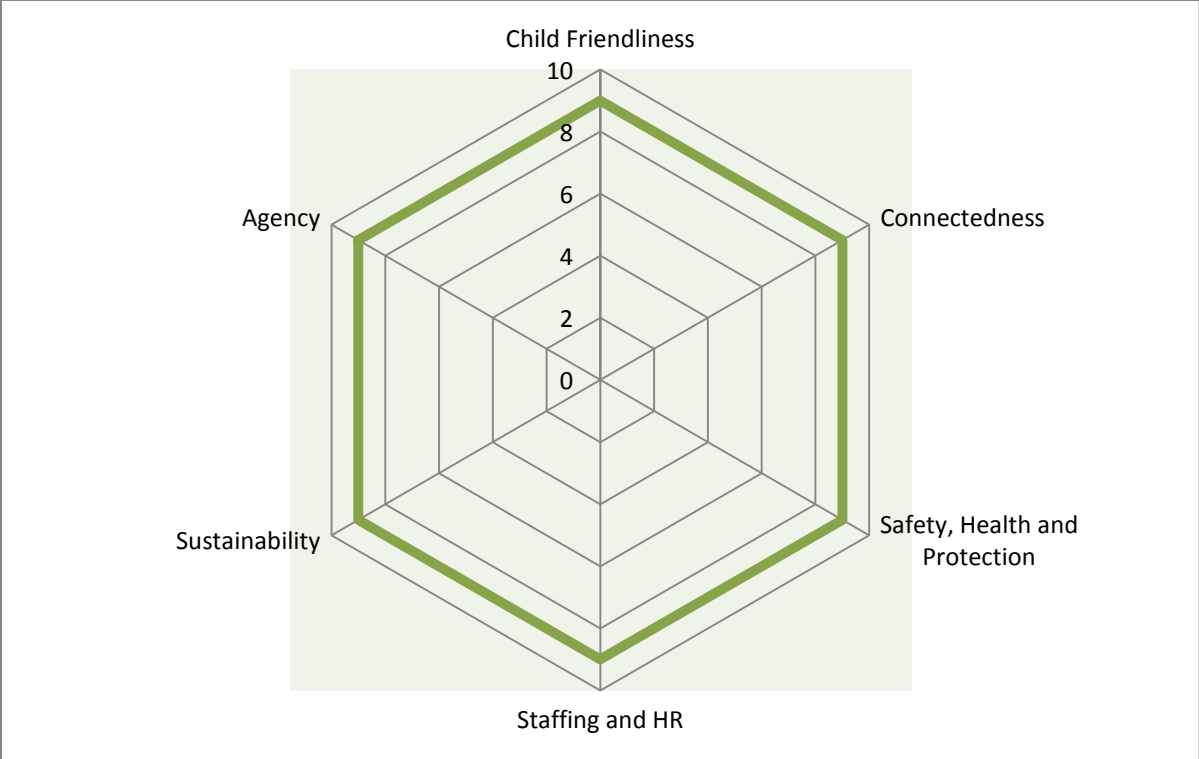 Child Friendliness
10
8
6
4
2
0
Agency
Connectedness
Sustainability
Safety, Health and
Protection
Staffing and HR